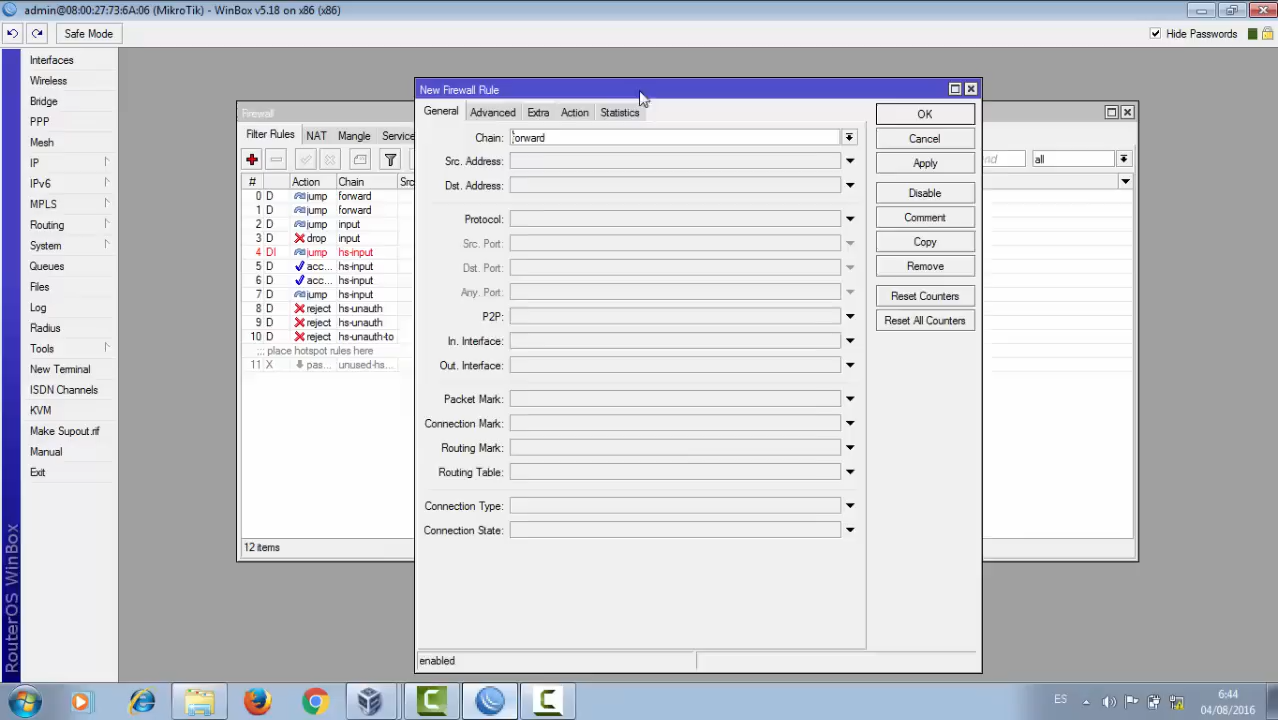 admin@08:00:27:73:6A:06 (MikroTik) - WinBox v5.18 on x86 (x86)
Safe Mode
Hide Passwords
Interfaces
Wireless
Bridge
PPP
Mesh
IP
IPv6
MPLS
Routing
System
Queues
Files
Log
Radius
Tools
New Terminal
ISDN Channels
KVM
Make Supout.rif
Manual
Exit
RouterOS WinBox
Firewall
Filter Rules NAT Mangle Service
all
# Action Chain Src
0 D jump forward
1 D jump forward
2 D jump input
3 D drop input
4 DI jump hs-input
5 D acc... hs-input
6 D acc... hs-input
7 D jump hs-input
8 D reject hs-unauth
9 D reject hs-unauth
10 D reject hs-unauth-to
::: place hotspot rules here
11 X pas... unused-hs...
12 items
New Firewall Rule
General Advanced Extra Action Statistics
Chain: forward
Src. Address:
Dst. Address:
Protocol:
Src. Port:
Dst. Port:
Any. Port:
P2P:
In. Interface:
Out. Interface:
Packet Mark:
Connection Mark:
Routing Mark:
Routing Table:
Connection Type:
Connection State:
enabled
OK
Cancel
Apply
Disable
Comment
Copy
Remove
Reset Counters
Reset All Counters
ES
6:44
04/08/2016